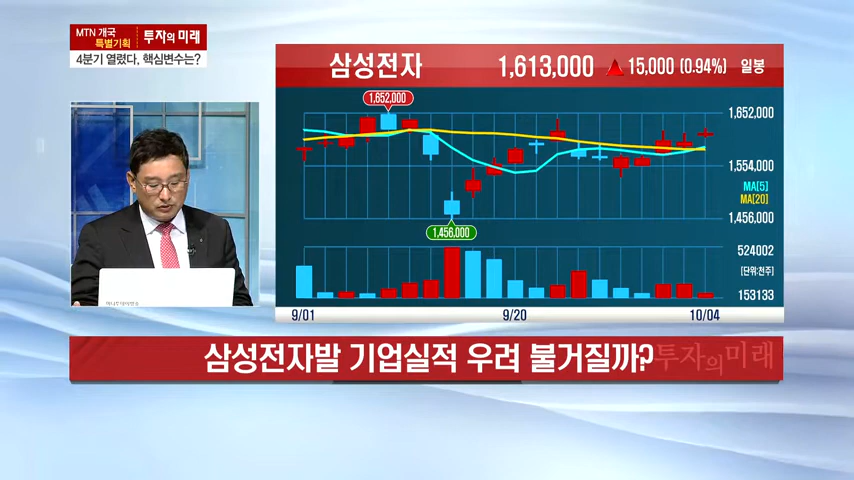 MTN 개국
특별기획
투자의 미래
4분기 열렸다, 핵심변수는?
삼성전자 1,613,000 ▲ 15,000 (0.94%) 일봉
1,652,000
1,652,000
1,554,000
MA[5]
MA[20]
1,456,000
1,456,000
524002
[단위:천주]
153133
9/01 9/20 10/04
삼성전자발 기업실적 우려 불거질까?
투자의 미래